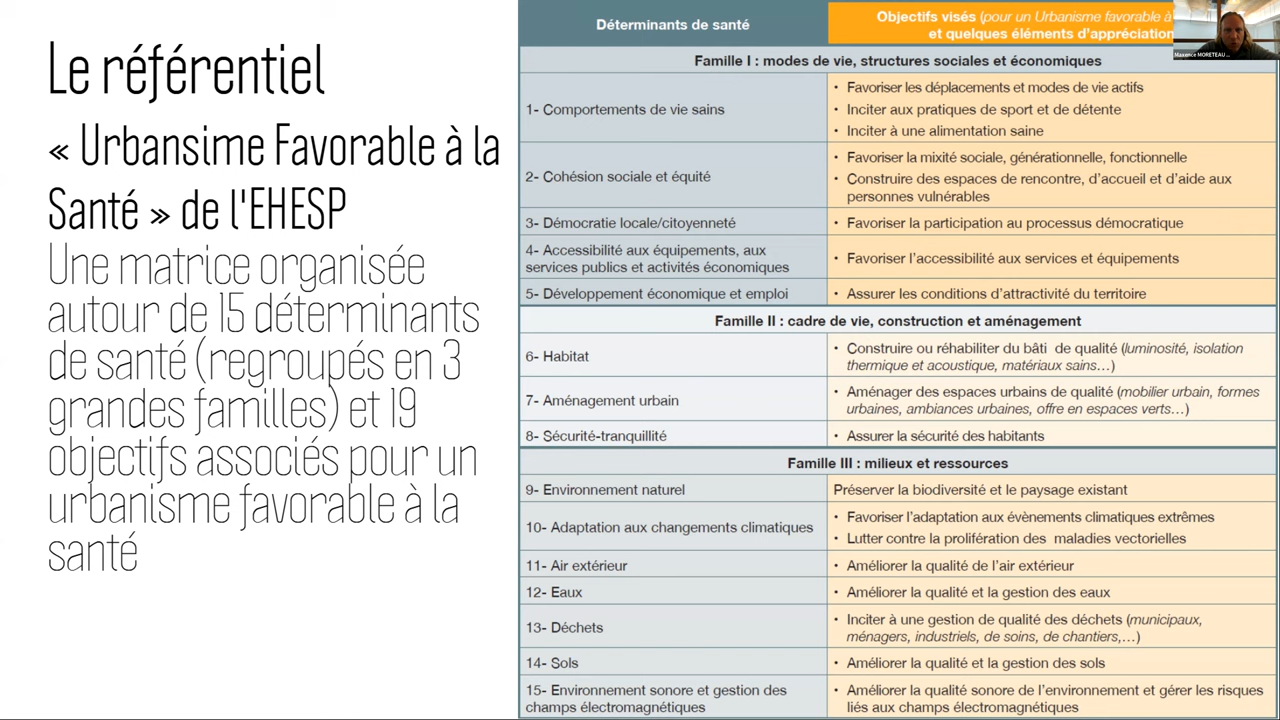 Le référentiel
« Urbansime Favorable à la
Santé » de l'EHESP
Une matrice organisée
autour de 15 déterminants
de santé (regroupés en 3
grandes familles) et 19
objectifs associés pour un
urbanisme favorable à la
santé
Déterminants de santé
Objectifs visés (pour un Urbanisme favorable à
et quelques éléments d'appréciation
Maxence MORETEAU ...
Famille I : modes de vie, structures sociales et économiques
1- Comportements de vie sains
• Favoriser les déplacements et modes de vie actifs
• Inciter aux pratiques de sport et de détente
• Inciter à une alimentation saine
2- Cohésion sociale et équité
• Favoriser la mixité sociale, générationnelle, fonctionnelle
• Construire des espaces de rencontre, d'accueil et d'aide aux
personnes vulnérables
3- Démocratie locale/citoyenneté
• Favoriser la participation au processus démocratique
4- Accessibilité aux équipements, aux
services publics et activités économiques
• Favoriser l'accessibilité aux services et équipements
5- Développement économique et emploi
• Assurer les conditions d'attractivité du territoire
Famille II : cadre de vie, construction et aménagement
6- Habitat
• Construire ou réhabiliter du bâti de qualité (luminosité, isolation
thermique et acoustique, matériaux sains…)
7- Aménagement urbain
• Aménager des espaces urbains de qualité (mobilier urbain, formes
urbaines, ambiances urbaines, offre en espaces verts…)
8- Sécurité-tranquillité
• Assurer la sécurité des habitants
Famille III : milieux et ressources
9- Environnement naturel
Préserver la biodiversité et le paysage existant
10- Adaptation aux changements climatiques
• Favoriser l'adaptation aux évènements climatiques extrêmes
• Lutter contre la prolifération des maladies vectorielles
11- Air extérieur
• Améliorer la qualité de l'air extérieur
12- Eaux
• Améliorer la qualité et la gestion des eaux
13- Déchets
• Inciter à une gestion de qualité des déchets (municipaux,
ménagers, industriels, de soins, de chantiers,…)
14- Sols
• Améliorer la qualité et la gestion des sols
15- Environnement sonore et gestion des
champs électromagnétiques
• Améliorer la qualité sonore de l'environnement et gérer les risques
liés aux champs électromagnétiques